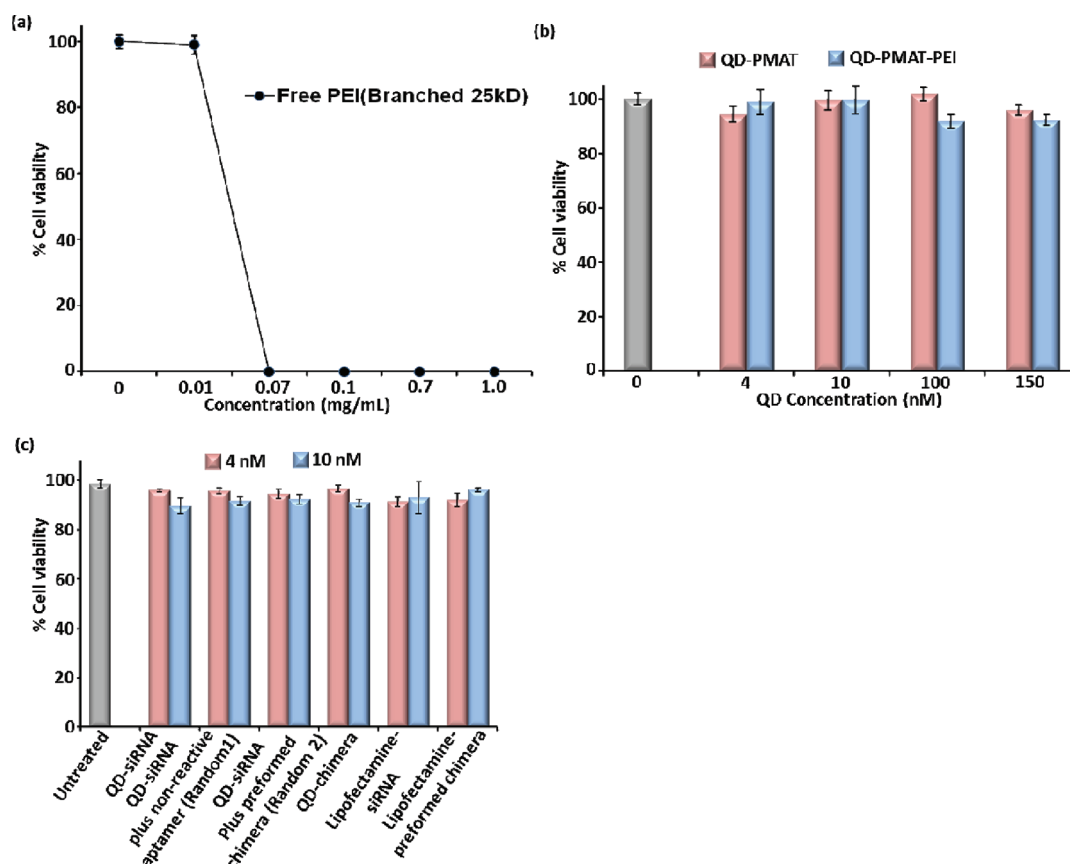 (a)
100
80
60
40
20
0
% Cell viability
Free PEI(Branched 25kD)
0 0.01 0.07 0.1 0.7 1.0
Concentration (mg/mL)
(b)
QD-PMAT QD-PMAT-PEI
100
80
60
40
20
0
% Cell viability
0 4 10 100 150
QD Concentration (nM)
(c)
4 nM 10 nM
100
80
60
40
20
0
% Cell viability
Untreated
QD-siRNA
QD-siRNA
plus non-reactive
aptamer (Random1)
QD-siRNA
Plus preformed
chimera (Random 2)
QD-chimera
Lipofectamine-
siRNA
Lipofectamine-
preformed chimera